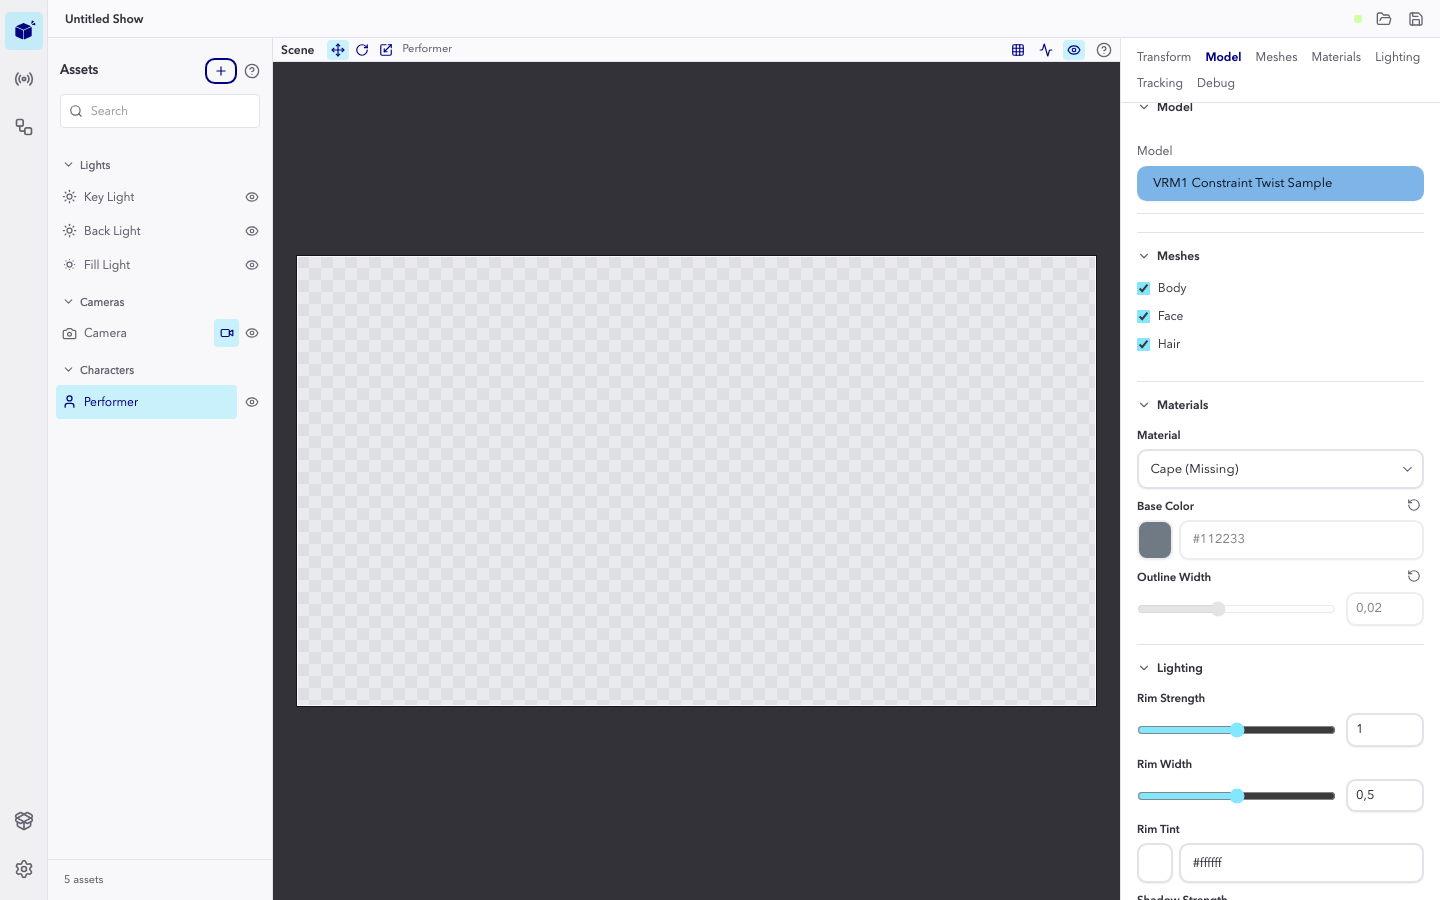 Untitled Show
Assets
Search
Lights
Key Light
Back Light
Fill Light
Cameras
Camera
Characters
Performer
5 assets
Scene
Performer
Transform Model Meshes Materials Lighting
Tracking Debug
Model
Model
VRM1 Constraint Twist Sample
Meshes
Body
Face
Hair
Materials
Material
Cape (Missing)
Base Color
#112233
Outline Width
0,02
Lighting
Rim Strength
1
Rim Width
0,5
Rim Tint
#ffffff
Shadow Strength